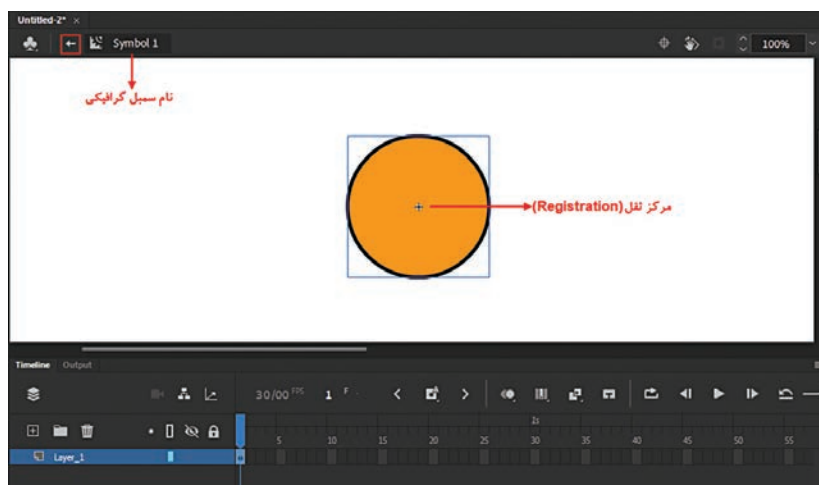 Untitled-2* ×
Symbol 1
100%
نام سمبل گرافیکی
مرکز ثقل(Registration)
Timeline Output
30/00 FPS 1 F
1s
5 10 15 20 25 30 35 40 45 50 55
Layer_1